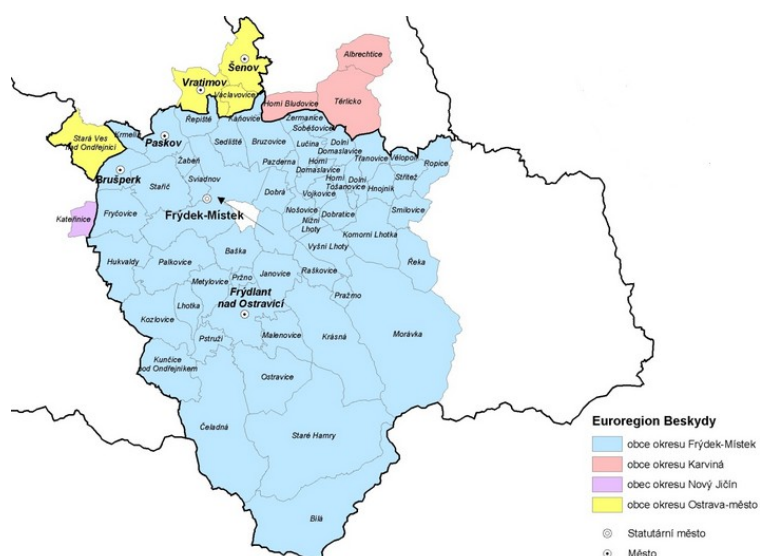 Albrechtice
Šenov
Vratimov
Václavovice
Horní Bludovice
Těrlicko
Stará Ves
nad Ondřejnicí
Krmelín
Paskov
Řepiště
Kaňovice
Žermanice
Soběšovice
Sedliště
Bruzovice
Lučina
Dolní
Domaslavice
Třanovice
Vělopolí
Ropice
Brušperk
Žabeň
Pazderna
Horní
Domaslavice
Střítež
Staříč
Sviadnov
Dobrá
Vojkovice
Horní
Tošanovice
Dolní
Hnojník
Smilovice
Kateřinice
Fryčovice
Frýdek-Místek
Nošovice
Nižní
Lhoty
Dobratice
Komorní Lhotka
Vyšní Lhoty
Řeka
Hukvaldy
Palkovice
Baška
Janovice
Raškovice
Metylovice
Pržno
Pražmo
Frýdlant
nad Ostravicí
Lhotka
Kozlovice
Pstruží
Malenovice
Krásná
Morávka
Kunčice
pod Ondřejníkem
Ostravice
Čeladná
Staré Hamry
Bílá
Euroregion Beskydy
obce okresu Frýdek-Místek
obce okresu Karviná
obec okresu Nový Jičín
obce okresu Ostrava-město
Statutární město
Město